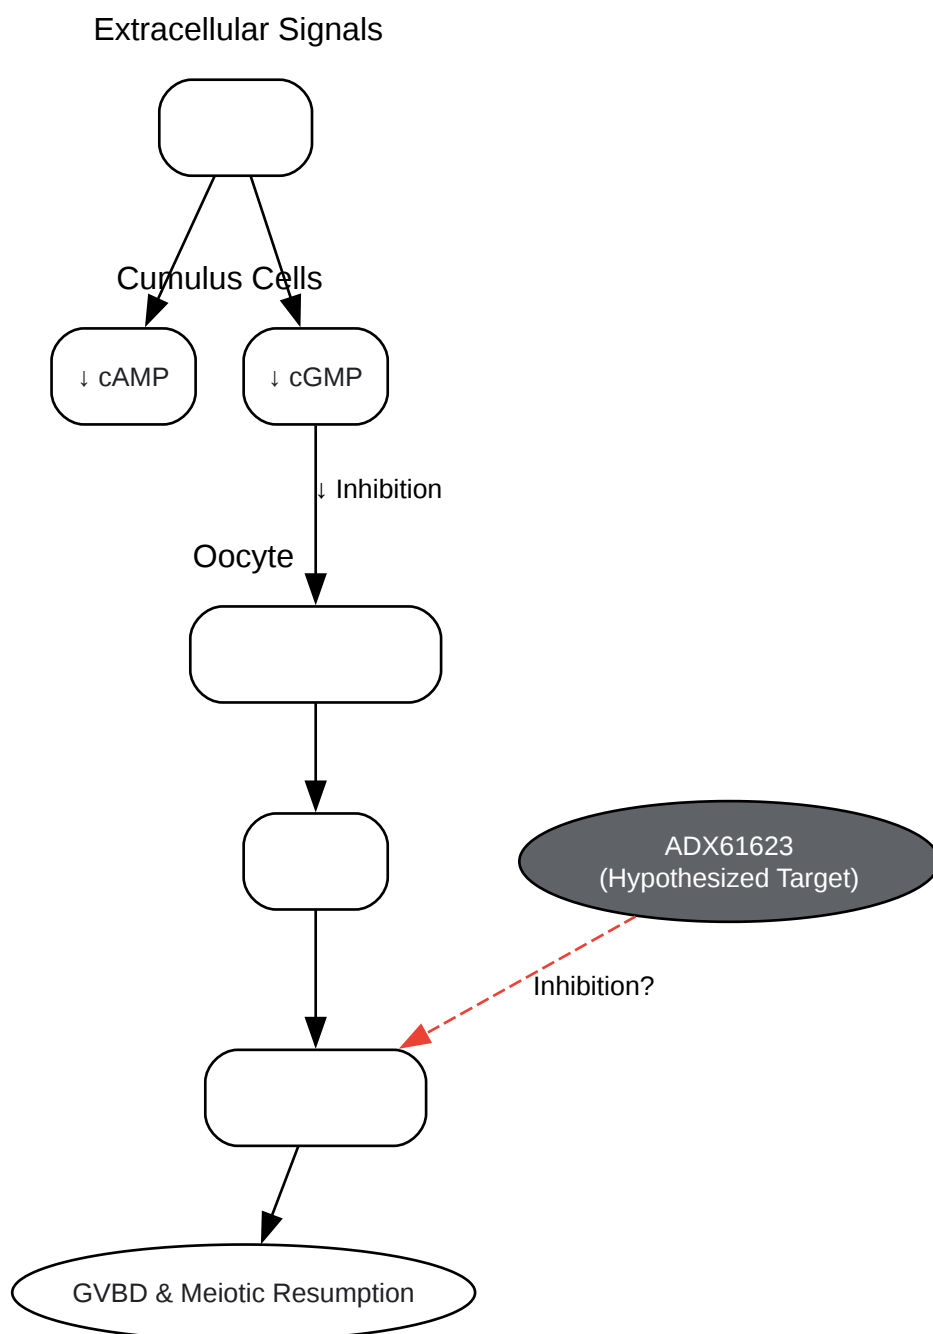 Extracellular Signals
Cumulus Cells
↓ cAMP
↓ cGMP
↓ Inhibition
Oocyte
ADX61623
(Hypothesized Target)
Inhibition?
GVBD & Meiotic Resumption